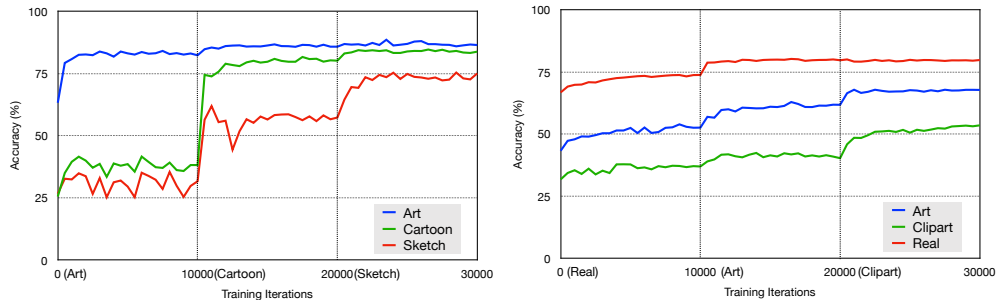 100
75
50
25
0
Accuracy (%)
Art
Cartoon
Sketch
0 (Art)
10000(Cartoon)
20000(Sketch)
30000
Training Iterations
100
75
50
25
0
Accuracy (%)
Art
Clipart
Real
0 (Real)
10000 (Art)
20000 (Clipart)
30000
Training Iterations